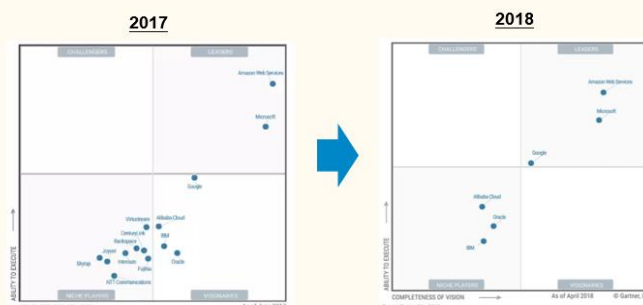 2017
CHALLENGERS
LEADERS
Amazon Web Services
Microsoft
Google
Virtustream
Alibaba Cloud
CenturyLink
Rackspace
IBM
Joyent
Interoute
Oracle
Skytap
Fujitsu
NTT Communications
NICHE PLAYERS
VISIONARIES
ABILITY TO EXECUTE
2018
CHALLENGERS
LEADERS
Amazon Web Services
Microsoft
Google
Alibaba Cloud
Oracle
IBM
NICHE PLAYERS
VISIONARIES
ABILITY TO EXECUTE
COMPLETENESS OF VISION
As of April 2018
© Gartner,